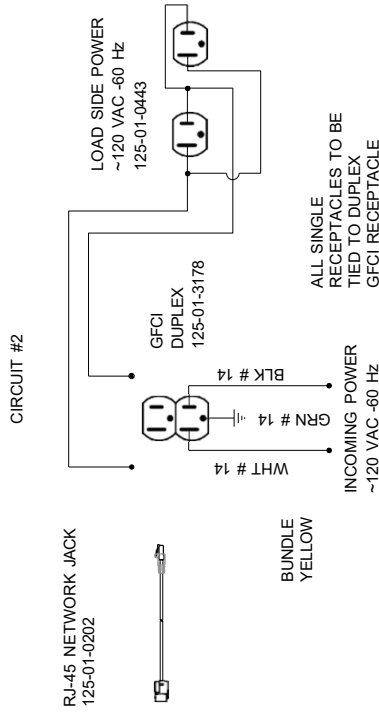 CIRCUIT #2
RJ-45 NETWORK JACK
125-01-0202
LOAD SIDE POWER
~120 VAC -60 Hz
125-01-0443
GFCI
DUPLEX
125-01-3178
WHT # 14
GRN # 14
BLK # 14
BUNDLE
YELLOW
INCOMING POWER
~120 VAC -60 Hz
ALL SINGLE
RECEPTACLES TO BE
TIED TO DUPLEX
GFCI RECEPTACLE